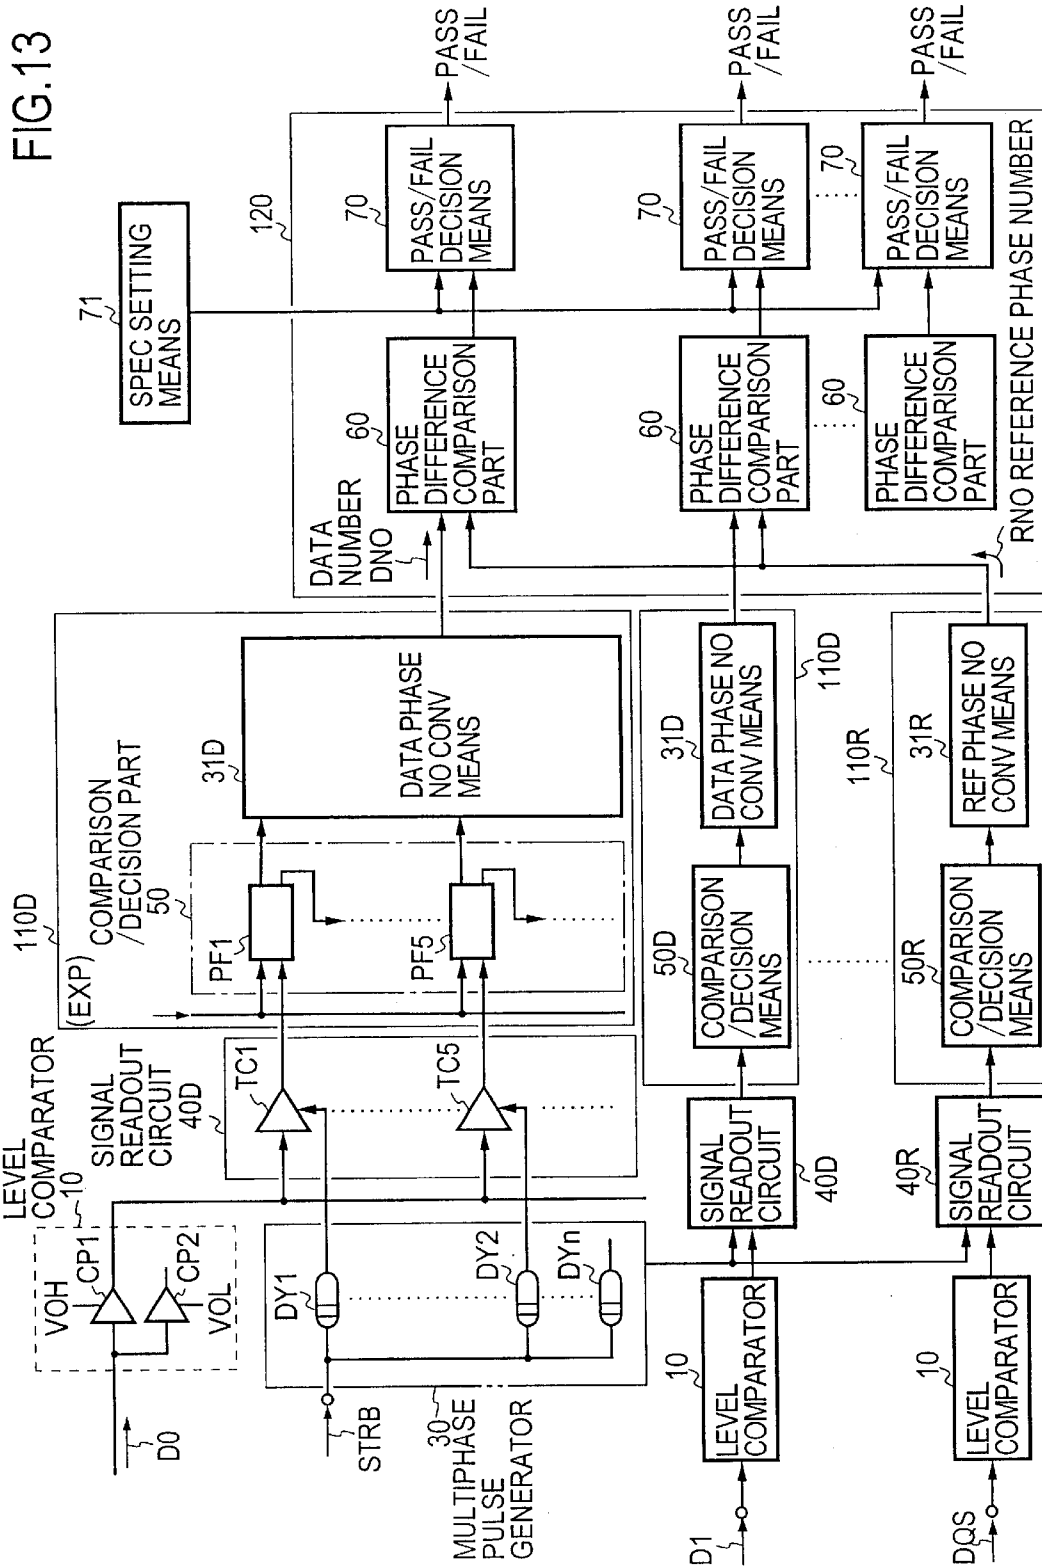 FIG.13
LEVEL
COMPARATOR
10
VOH
CP1
CP2
VOL
D0
SIGNAL
READOUT
CIRCUIT
40D
TC1
TC5
110D
(EXP)
COMPARISON
/DECISION PART
50
PF1
PF5
31D
DATA PHASE
NO CONV
MEANS
DATA
NUMBER
DNO
71
SPEC SETTING
MEANS
120
60
PHASE
DIFFERENCE
COMPARISON
PART
70
PASS/FAIL
DECISION
MEANS
PASS
/FAIL
STRB
DY1
DY2
DYn
30
MULTIPHASE
PULSE
GENERATOR
D1
10
LEVEL
COMPARATOR
SIGNAL
READOUT
CIRCUIT
40D
50D
COMPARISON
/DECISION
MEANS
31D
DATA PHASE NO
CONV MEANS
110D
60
PHASE
DIFFERENCE
COMPARISON
PART
70
PASS/FAIL
DECISION
MEANS
PASS
/FAIL
60
PHASE
DIFFERENCE
COMPARISON
PART
70
PASS/FAIL
DECISION
MEANS
PASS
/FAIL
DQS
10
LEVEL
COMPARATOR
40R
SIGNAL
READOUT
CIRCUIT
50R
COMPARISON
/DECISION
MEANS
110R
31R
REF PHASE NO
CONV MEANS
RNO REFERENCE PHASE NUMBER